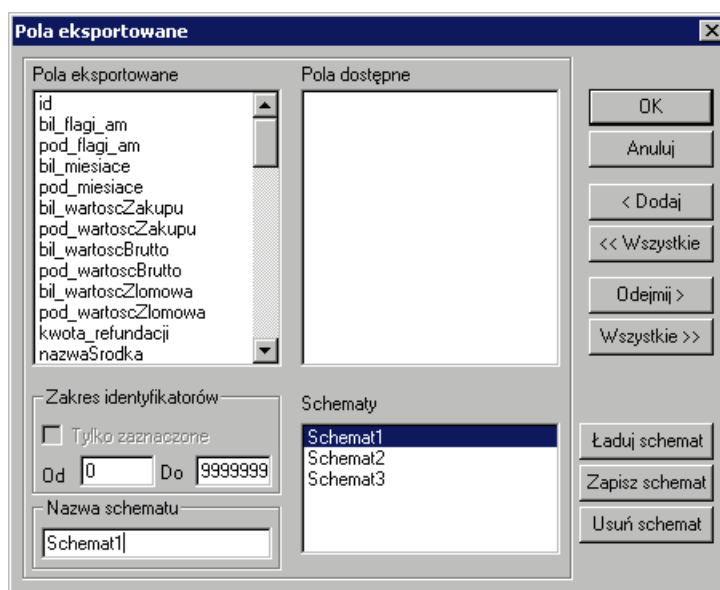 Pola eksportowane
Pola eksportowane
id
bil_flagi_am
pod_flagi_am
bil_miesiace
pod_miesiace
bil_wartoscZakupu
pod_wartoscZakupu
bil_wartoscBrutto
pod_wartoscBrutto
bil_wartoscZlomowa
pod_wartoscZlomowa
kwota_refundacji
nazwaSrodka
Pola dostępne
Zakres identyfikatorów
Tylko zaznaczone
Od 0 Do 9999999
Nazwa schematu
Schemat1
Schematy
Schemat1
Schemat2
Schemat3
OK
Anuluj
< Dodaj
<< Wszystkie
Odejmij >
Wszystkie >>
Ładuj schemat
Zapisz schemat
Usuń schemat